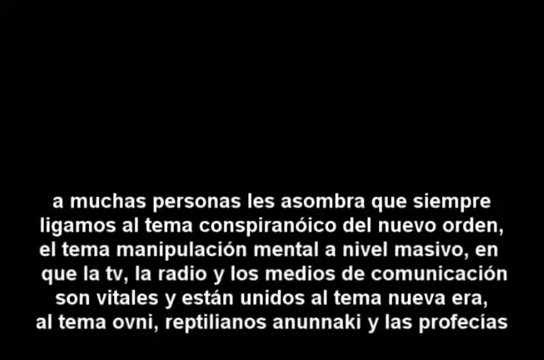 a muchas personas les asombra que siempre
ligamos al tema conspiranóico del nuevo orden,
el tema manipulación mental a nivel masivo, en
que la tv, la radio y los medios de comunicación
son vitales y están unidos al tema nueva era,
al tema ovni, reptilianos anunnaki y las profecías